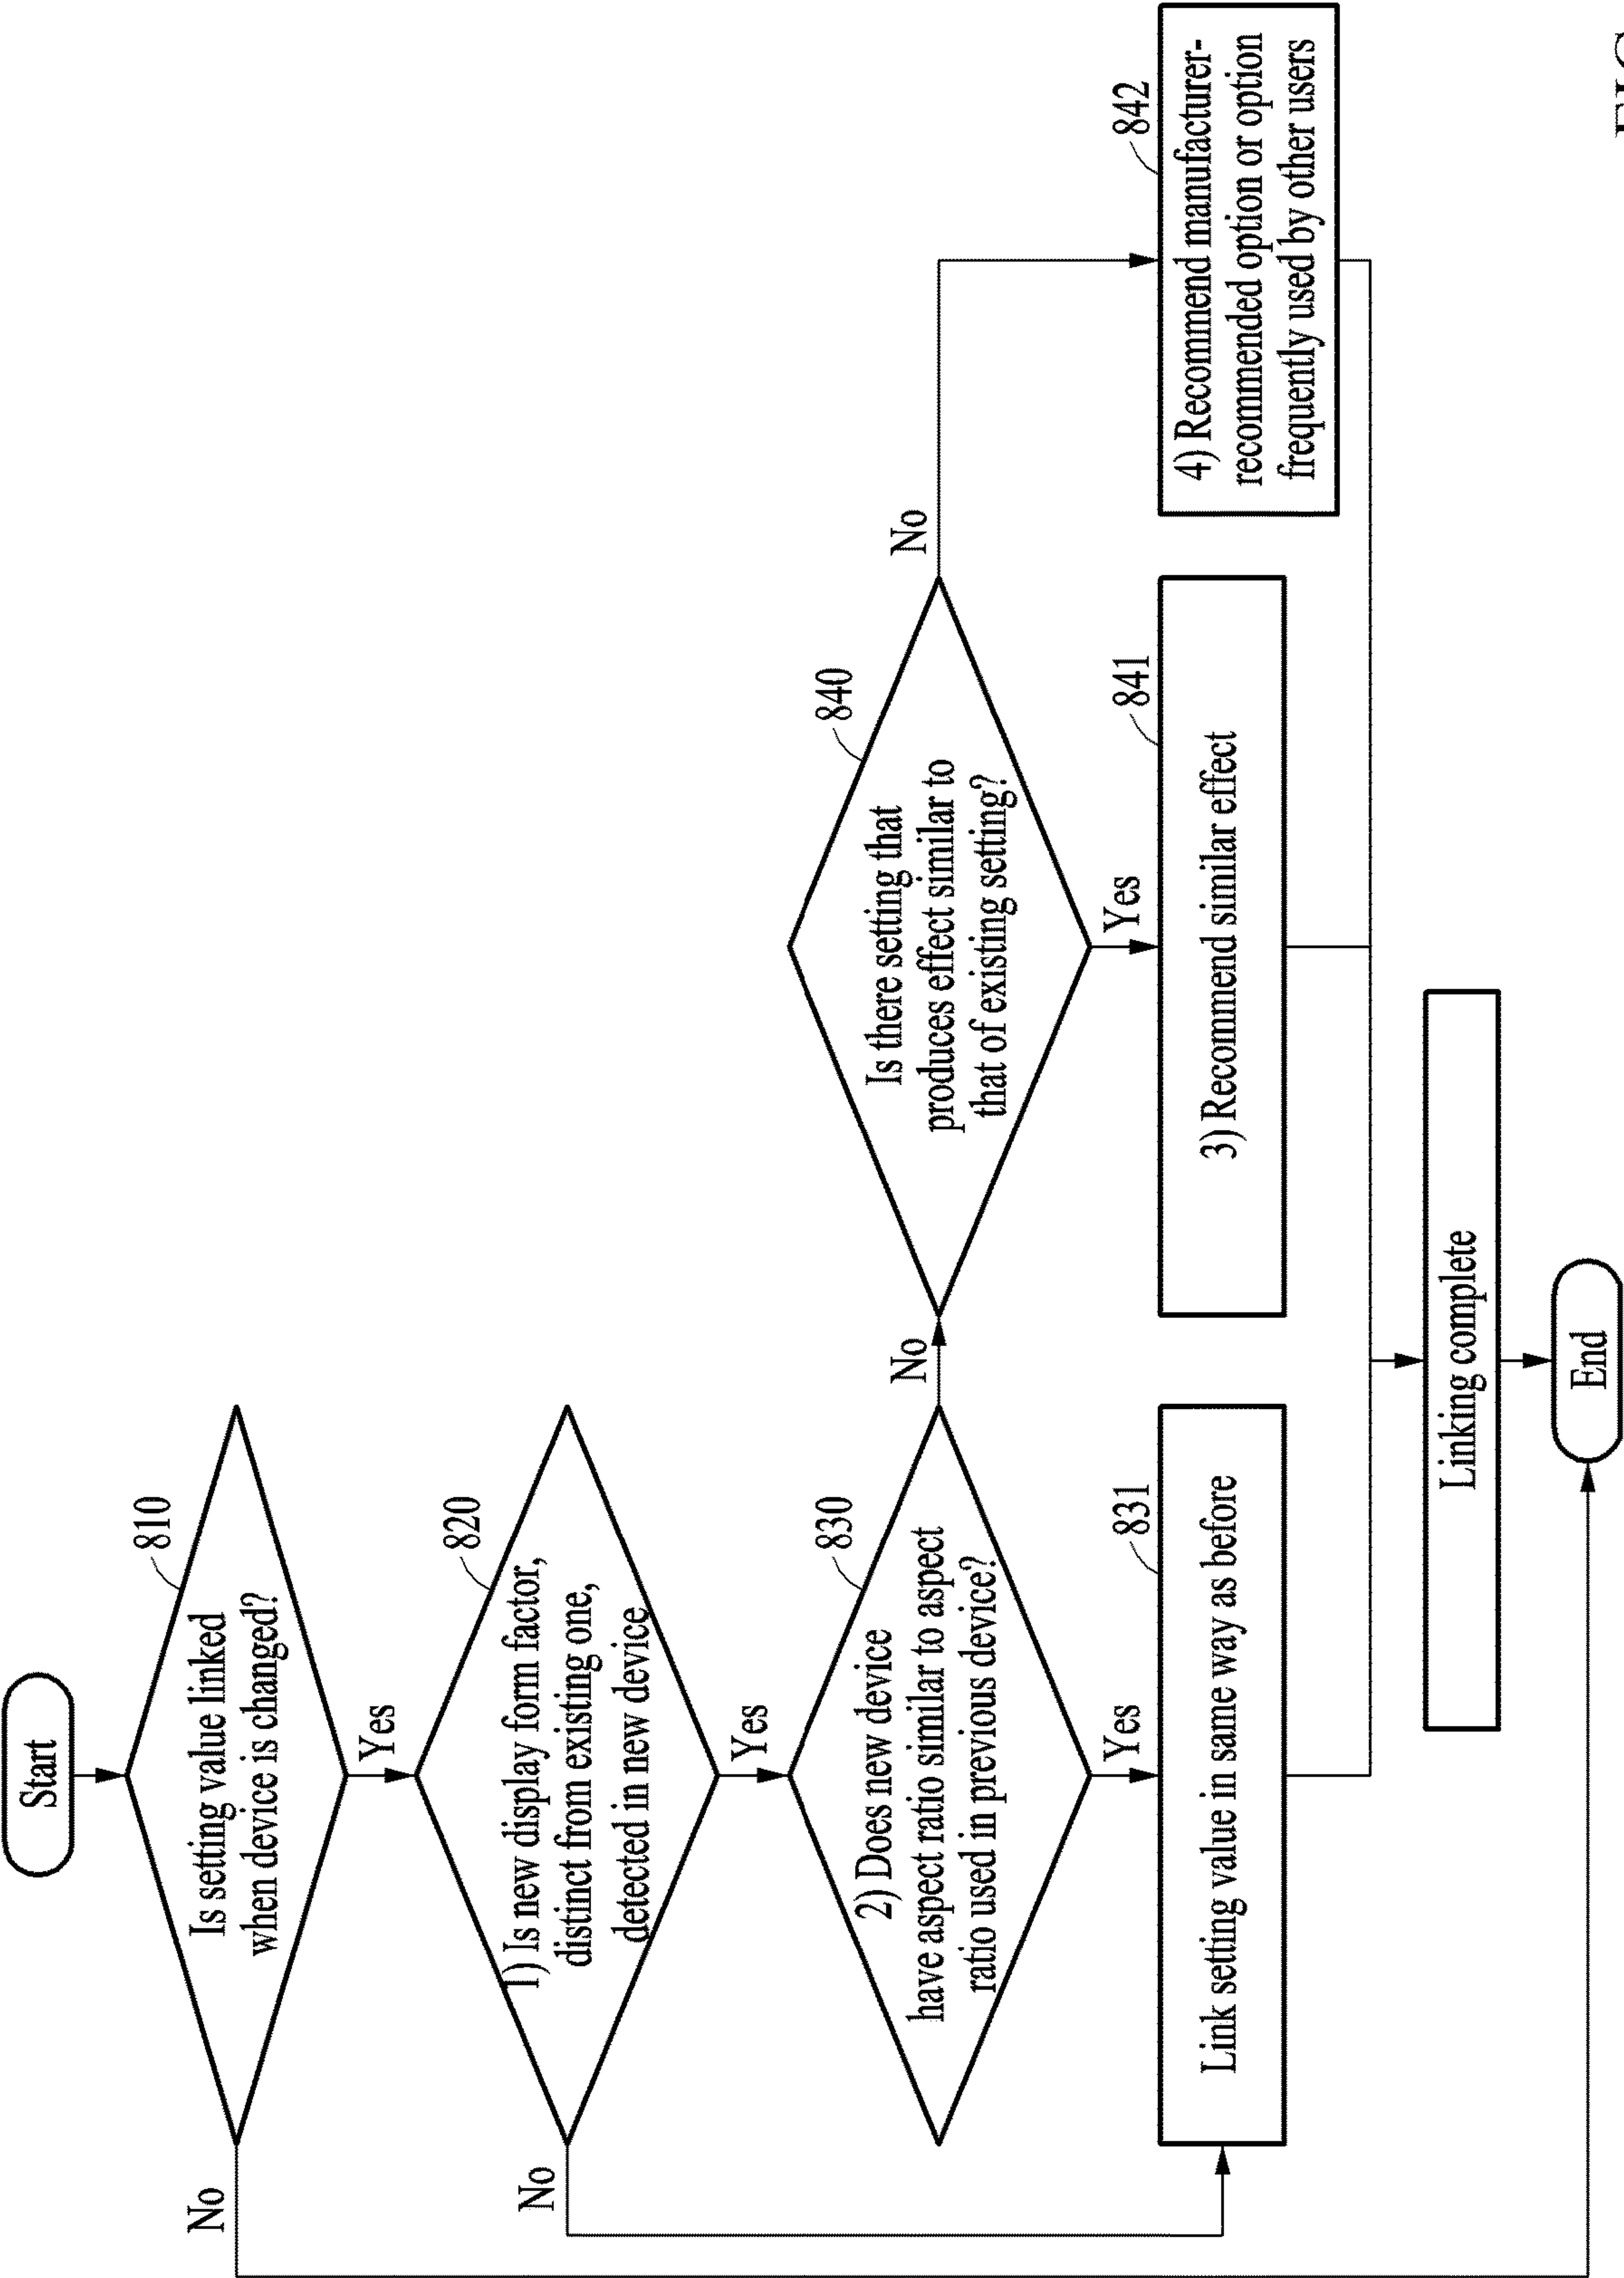 Start
810
Is setting value linked
when device is changed?
No
Yes
820
1) Is new display form factor,
distinct from existing one,
detected in new device
No
Yes
830
2) Does new device
have aspect ratio similar to aspect
ratio used in previous device?
No
Yes
840
Is there setting that
produces effect similar to
that of existing setting?
No
Yes
831
Link setting value in same way as before
841
3) Recommend similar effect
842
4) Recommend manufacturer-
recommended option or option
frequently used by other users
Linking complete
End